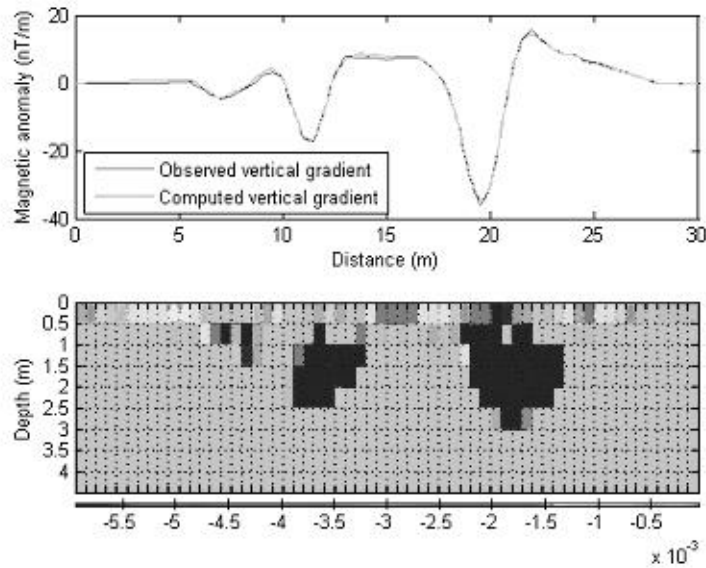 20
0
-20
-40
Magnetic anomaly (nT/m)
Observed vertical gradient
Computed vertical gradient
0 5 10 15 20 25 30
Distance (m)
0
0.5
1
1.5
2
2.5
3
3.5
4
Depth (m)
-5.5 -5 -4.5 -4 -3.5 -3 -2.5 -2 -1.5 -1 -0.5
x 10⁻³